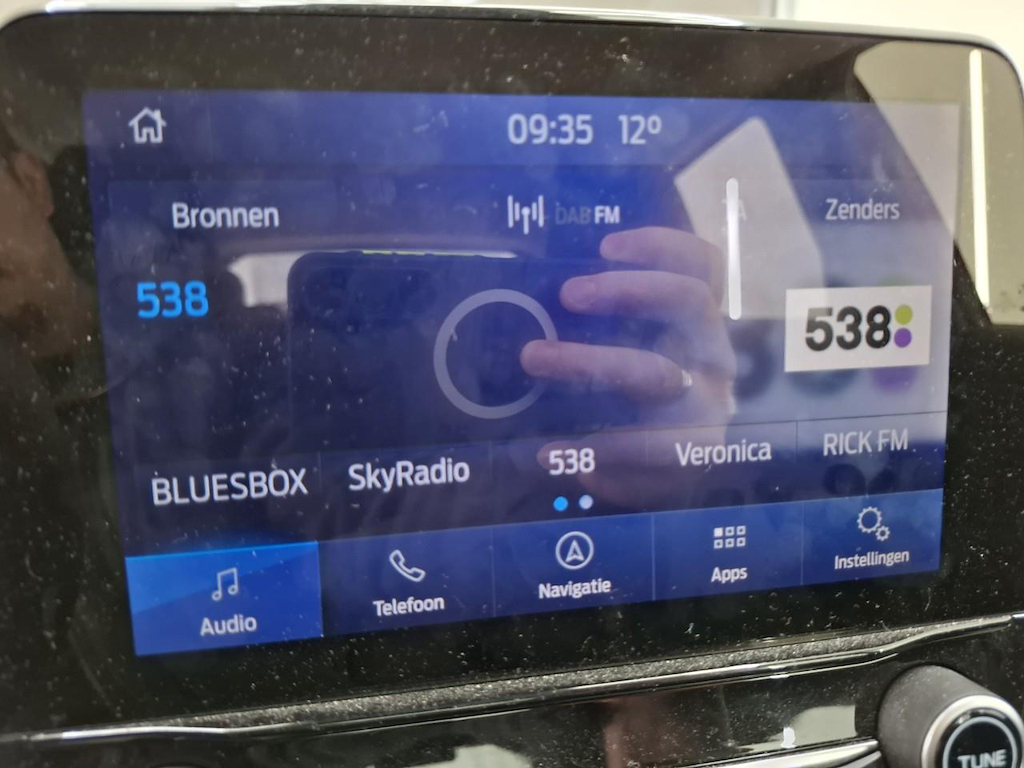 09:35 12º
Bronnen
DAB FM
Zenders
538
538
BLUESBOX
SkyRadio
538
Veronica
RICK FM
Audio
Telefoon
Navigatie
Apps
Instellingen
TUNE